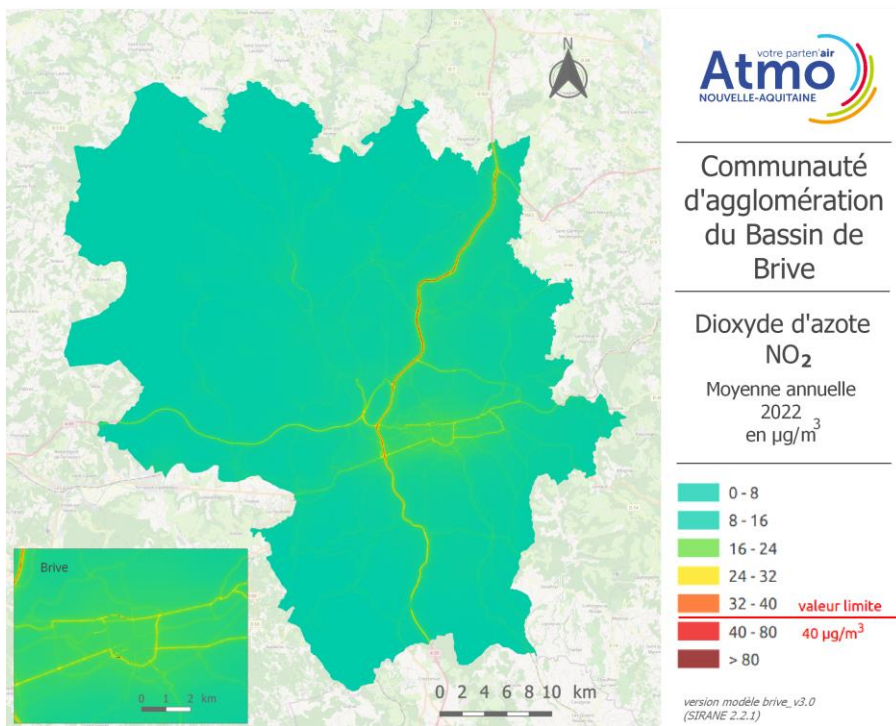 N
votre parten'air
Atmo
NOUVELLE-AQUITAINE
Communauté
d'agglomération
du Bassin de
Brive
Dioxyde d'azote
NO₂
Moyenne annuelle
2022
en µg/m³
0 - 8
8 - 16
16 - 24
24 - 32
32 - 40 valeur limite
40 - 80 40 µg/m³
> 80
version modèle brive_v3.0
(SIRANE 2.2.1)
Brive
0 1 2 km
0 2 4 6 8 10 km